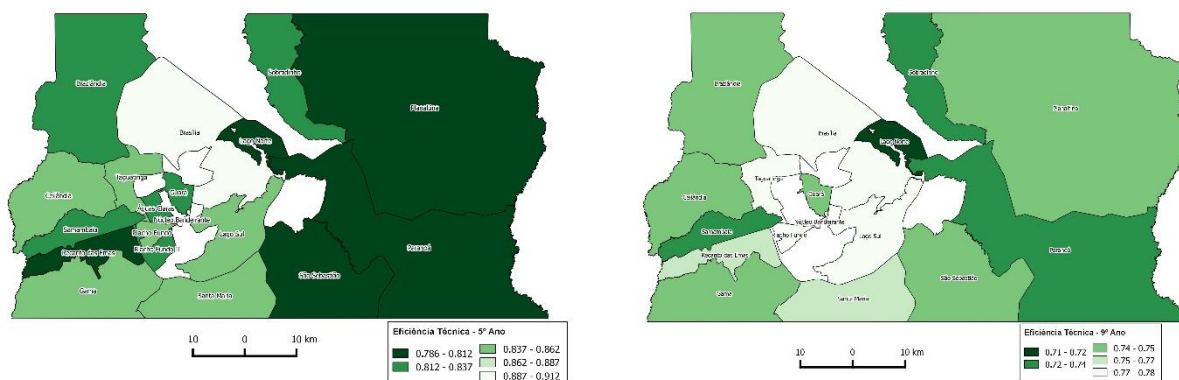 Brazlândia
Sobradinho
Planaltina
Brasília
Lago Norte
Taguatinga
Ceilândia
Guará
Águas Claras
Núcleo Bandeirante
Samambaia
Riacho Fundo
Lago Sul
Riacho Fundo II
Recanto das Emas
Paranoá
São Sebastião
Gama
Santa Maria
10 0 10 km
Eficiência Técnica - 5º Ano
0.786 - 0.812
0.812 - 0.837
0.837 - 0.862
0.862 - 0.887
0.887 - 0.912
Sobradinho
Brazlândia
Planaltina
Brasília
Lago Norte
Taguatinga
Ceilândia
Guará
Núcleo Bandeirante
Samambaia
Riacho Fundo
Lago Sul
Paranoá
Recanto das Emas
São Sebastião
Gama
Santa Maria
10 0 10 km
Eficiência Técnica - 9º Ano
0.71 - 0.72
0.72 - 0.74
0.74 - 0.75
0.75 - 0.77
0.77 - 0.78